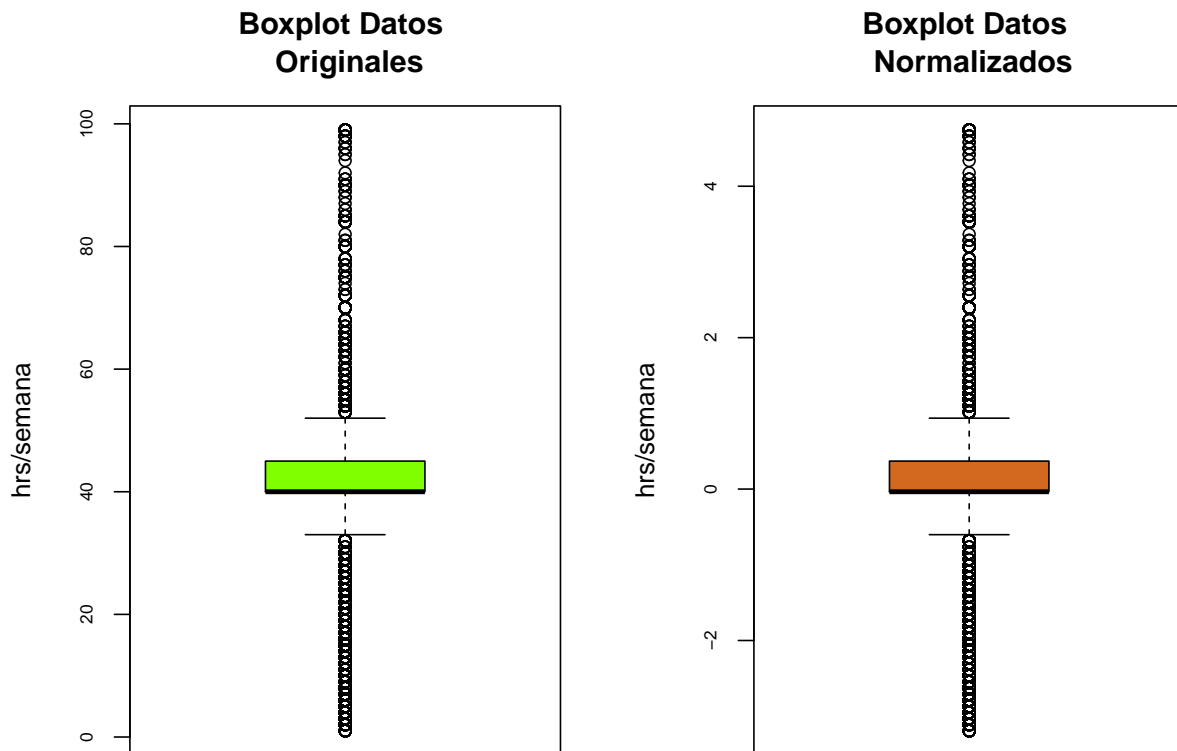 Boxplot Datos
Originales
hrs/semana
0
20
40
60
80
100
Boxplot Datos
Normalizados
hrs/semana
−2
0
2
4